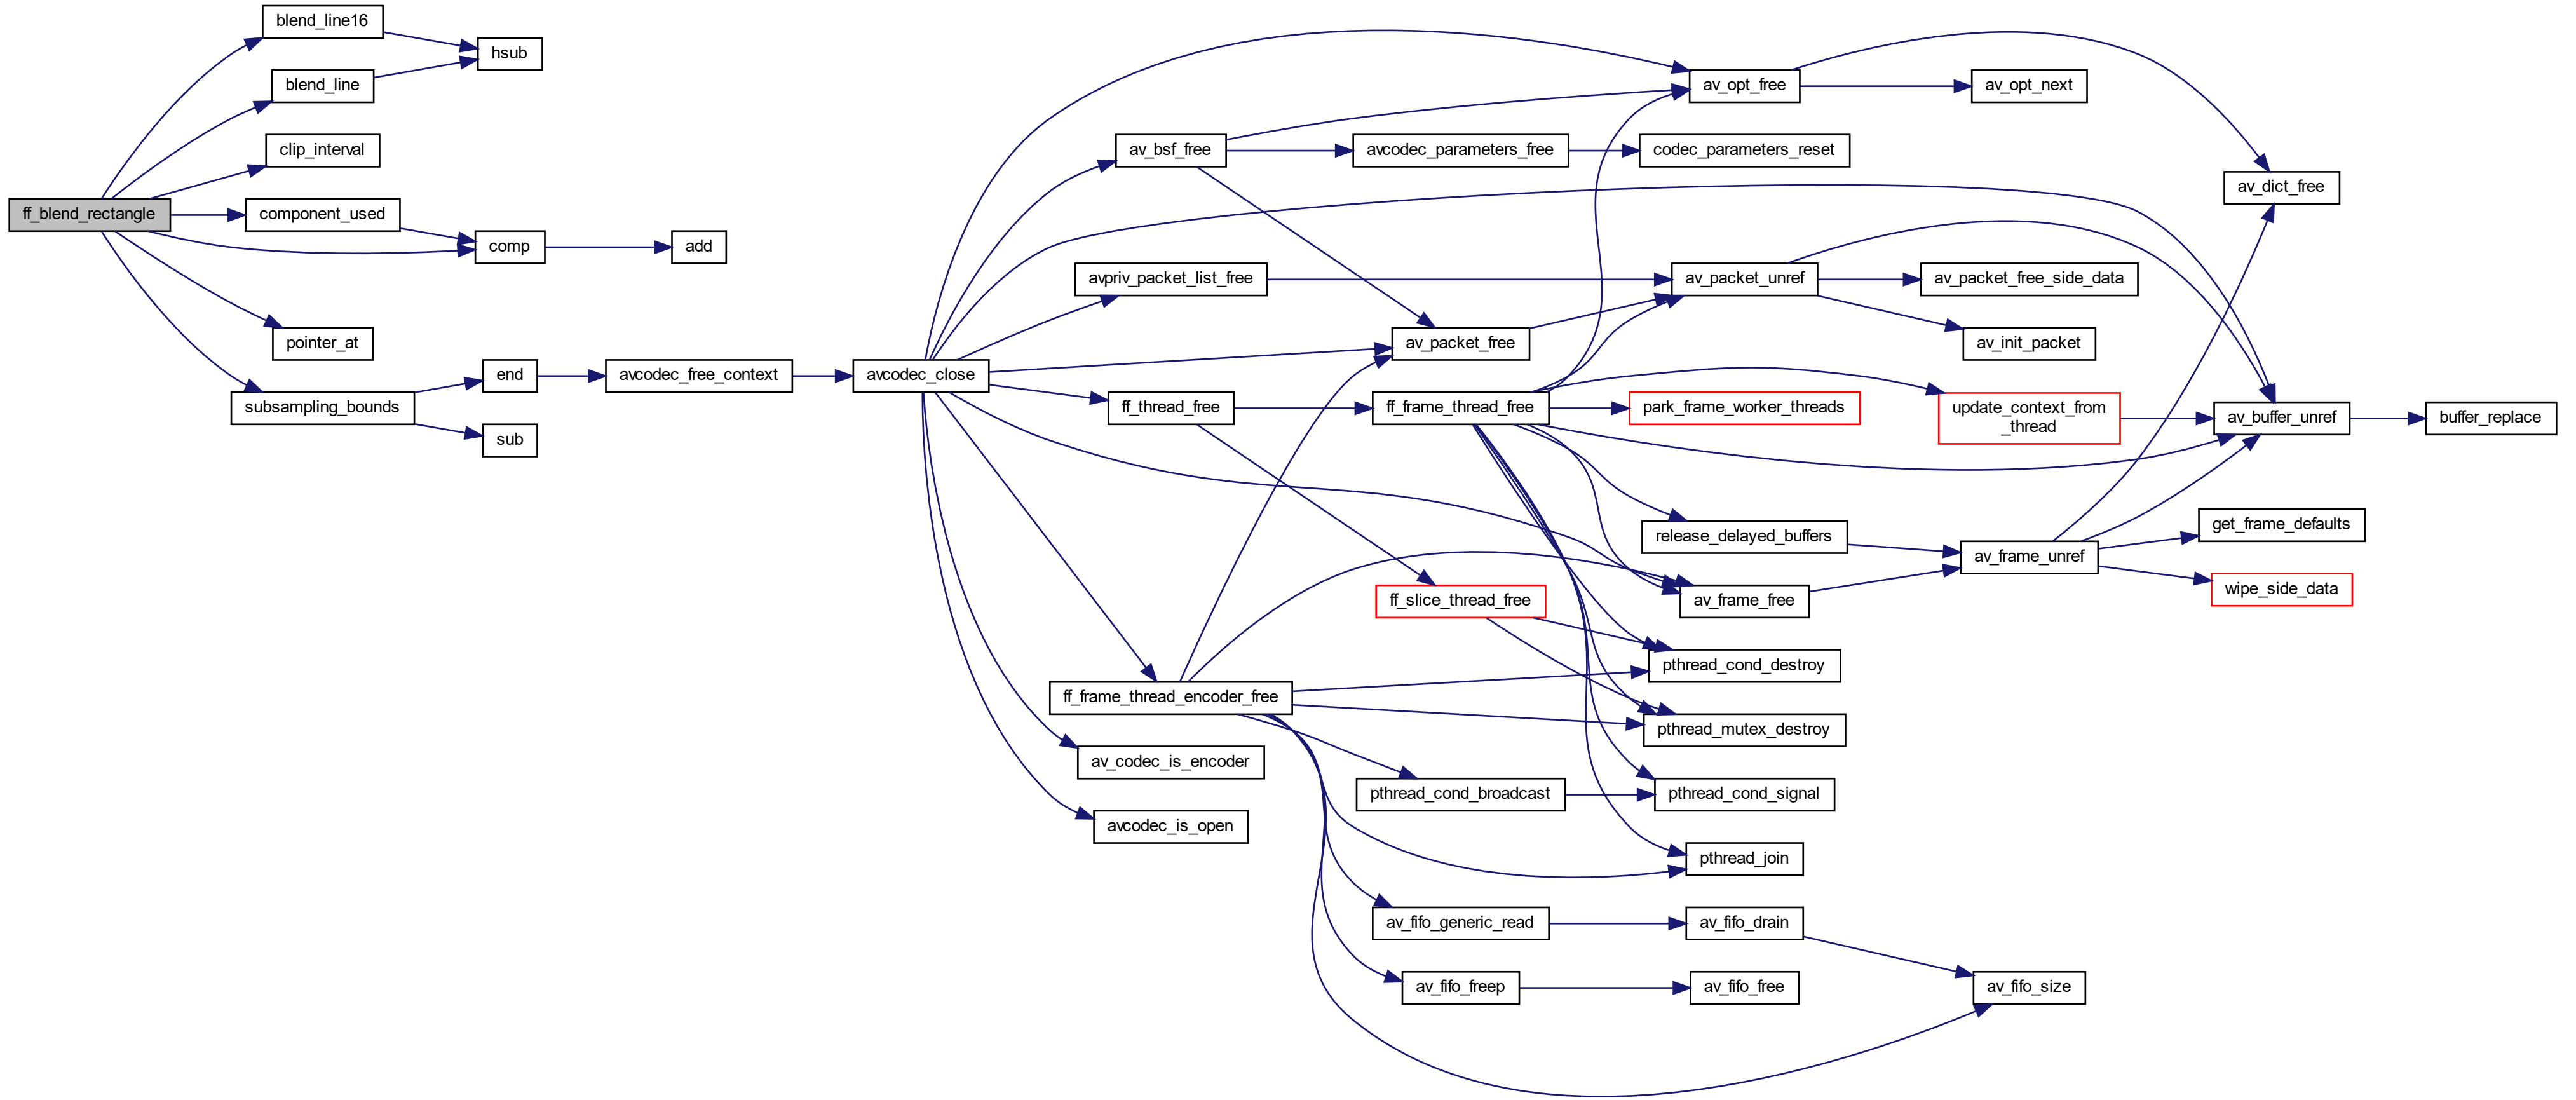 blend_line16
hsub
blend_line
clip_interval
ff_blend_rectangle
component_used
comp
add
pointer_at
subsampling_bounds
end
sub
avcodec_free_context
avcodec_close
av_bsf_free
avpriv_packet_list_free
ff_thread_free
ff_frame_thread_encoder_free
av_codec_is_encoder
avcodec_is_open
avcodec_parameters_free
av_packet_free
ff_frame_thread_free
ff_slice_thread_free
pthread_cond_broadcast
av_fifo_generic_read
av_fifo_freep
av_opt_free
codec_parameters_reset
av_packet_unref
park_frame_worker_threads
release_delayed_buffers
av_frame_free
pthread_cond_destroy
pthread_mutex_destroy
pthread_cond_signal
pthread_join
av_fifo_drain
av_fifo_free
av_opt_next
av_packet_free_side_data
av_init_packet
update_context_from
_thread
av_frame_unref
av_fifo_size
av_dict_free
av_buffer_unref
get_frame_defaults
wipe_side_data
buffer_replace